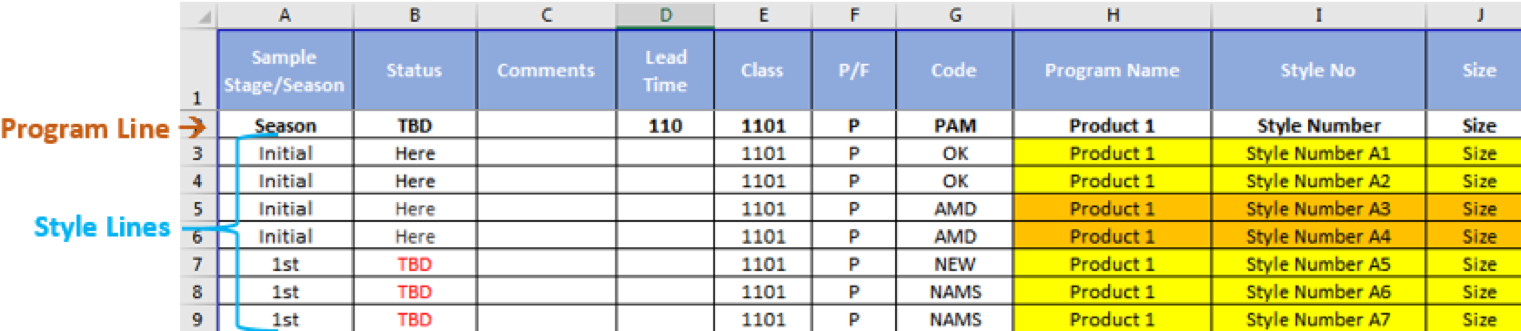 A B C D E F G H I J
1 Sample Stage/Season Status Comments Lead Time Class P/F Code Program Name Style No Size
Program Line Season TBD 110 1101 P PAM Product 1 Style Number Size
3 Initial Here 1101 P OK Product 1 Style Number A1 Size
4 Initial Here 1101 P OK Product 1 Style Number A2 Size
5 Initial Here 1101 P AMD Product 1 Style Number A3 Size
Style Lines
6 Initial Here 1101 P AMD Product 1 Style Number A4 Size
7 1st TBD 1101 P NEW Product 1 Style Number A5 Size
8 1st TBD 1101 P NAMS Product 1 Style Number A6 Size
9 1st TBD 1101 P NAMS Product 1 Style Number A7 Size